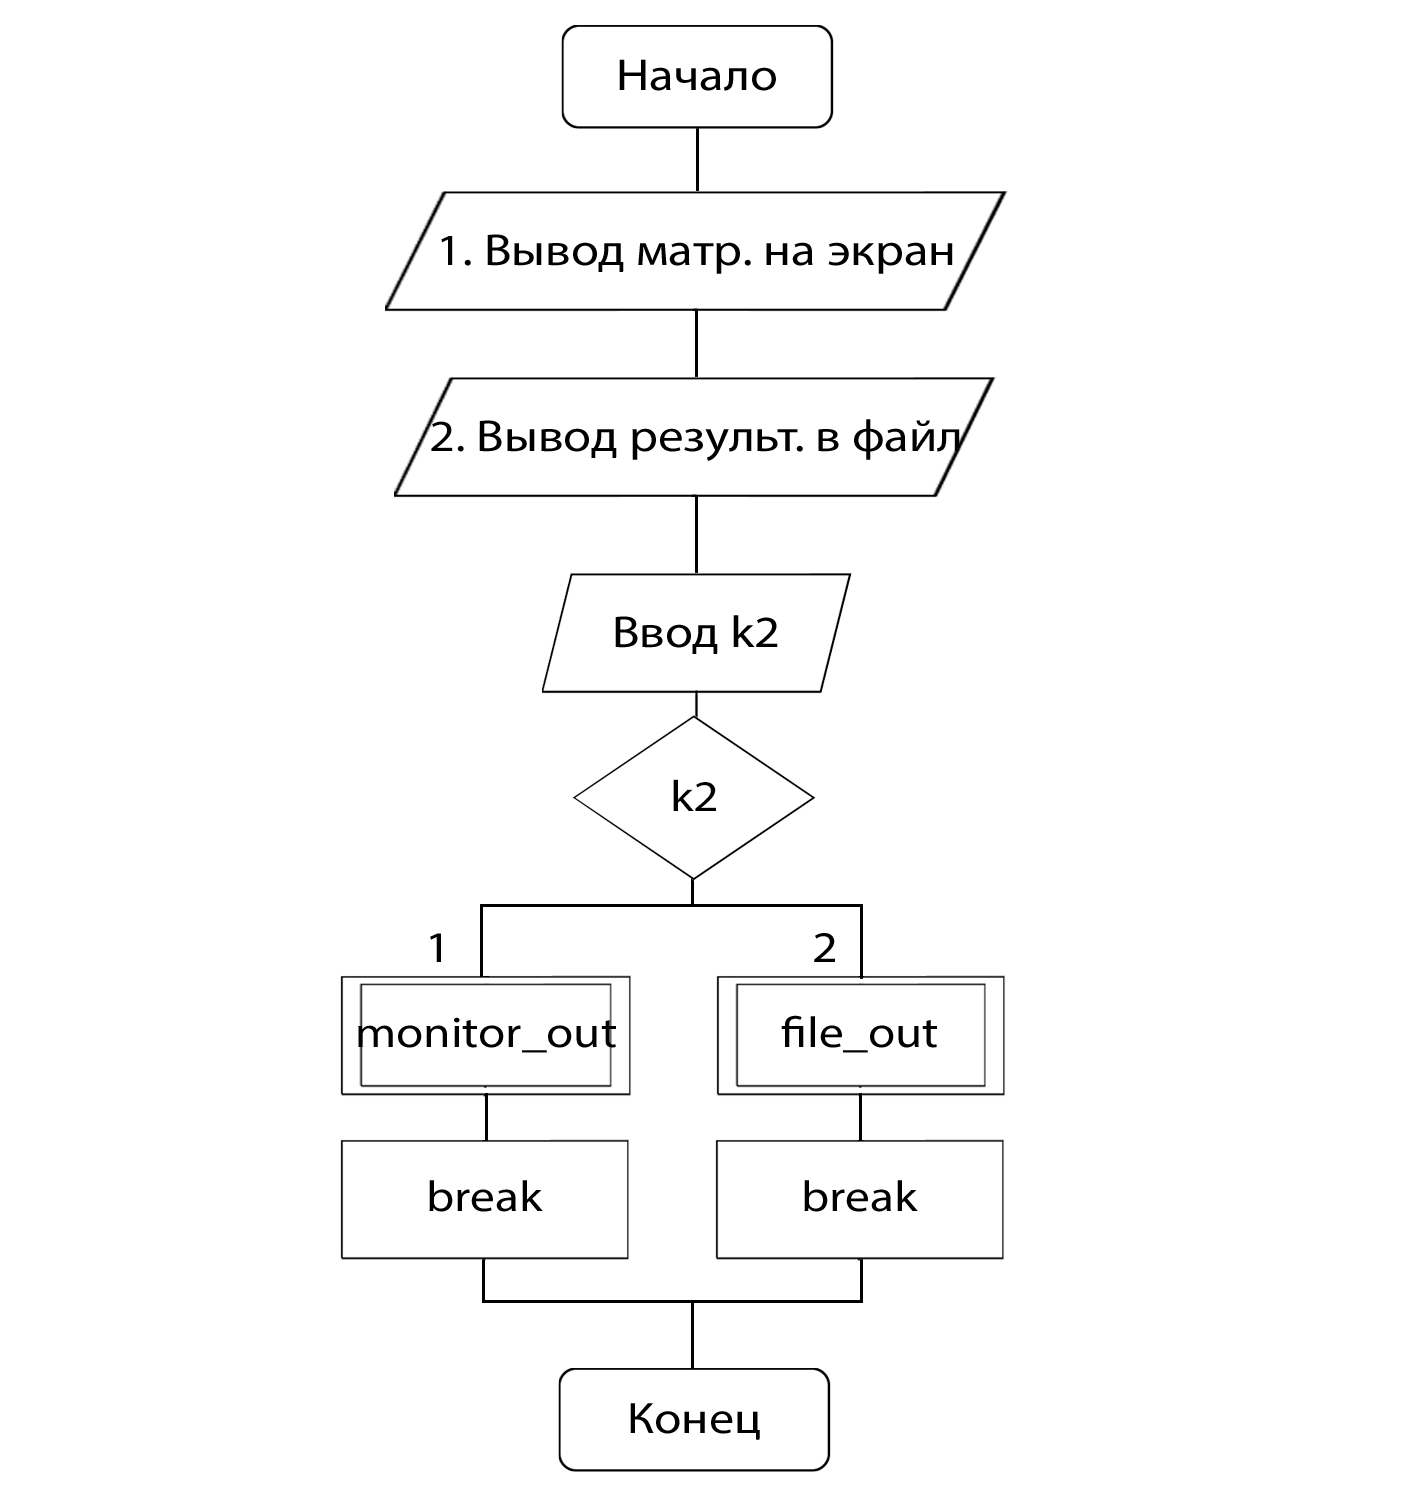 Начало
1. Вывод матр. на экран
2. Вывод результ. в файл
Ввод k2
k2
1
2
monitor_out
file_out
break
break
Конец